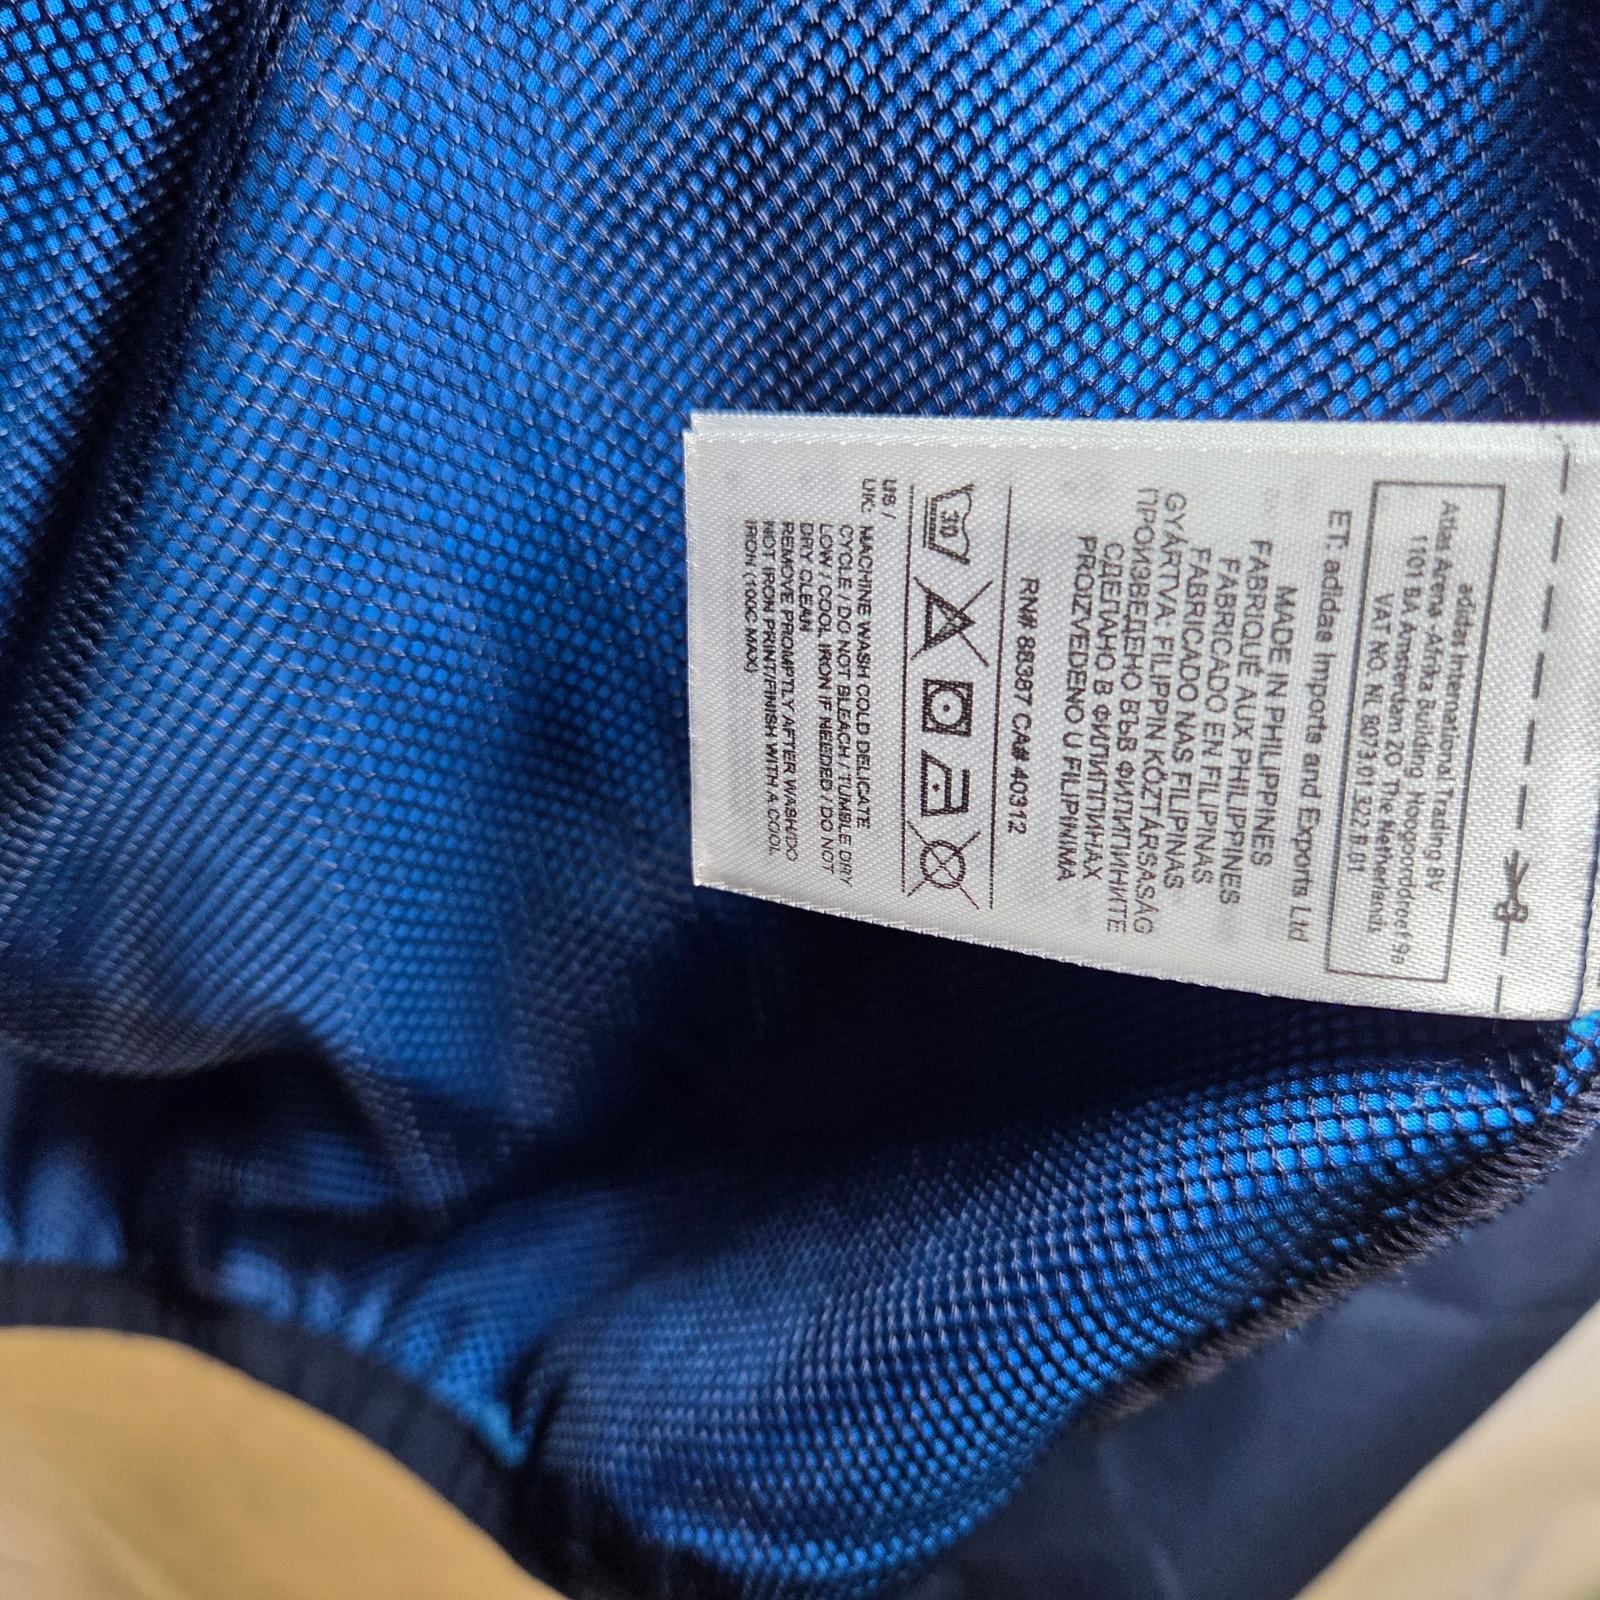 adidas International Trading BV
Atlas Arena -Afrika Building, Hoogoorddreef 9a
1101 BA Amsterdam ZO, The Netherlands
VAT NO. NL 8073.01.322.B.01
ET: adidas Imports and Exports Ltd
MADE IN PHILIPPINES
FABRIQUÉ AUX PHILIPPINES
FABRICADO EN FILIPINAS
FABRICADO NAS FILIPINAS
GYÁRTVA: FILIPPIN KÖZTÁRSASÁG
ПРОИЗВЕДЕНО ВЪВ ФИЛИПИНИТЕ
СДЕЛАНО В ФИЛИППИНАХ
PROIZVEDENO U FILIPINIMA
RN# 88387 CA# 40312
30
US /
UK: MACHINE WASH COLD DELICATE
CYCLE / DO NOT BLEACH / TUMBLE DRY
LOW / COOL IRON IF NEEDED / DO NOT
DRY CLEAN
REMOVE PROMPTLY AFTER WASH/DO
NOT IRON PRINT/FINISH WITH A COOL
IRON (100C MAX)